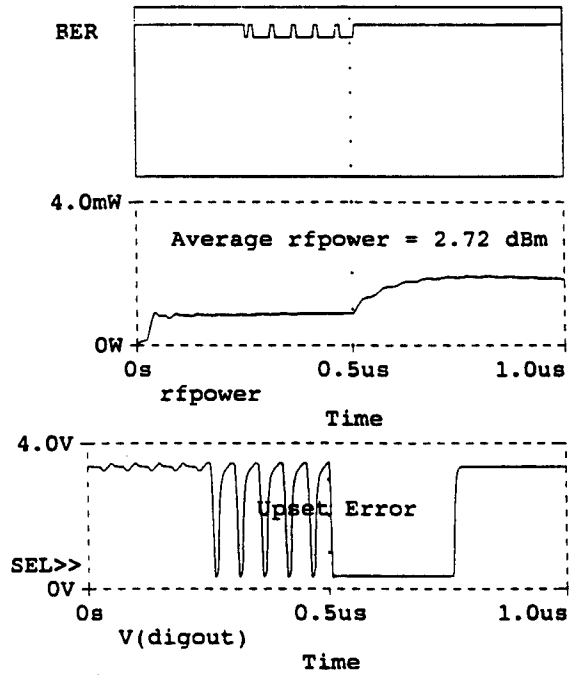 BER
4.0mW
Average rfpower = 2.72 dBm
0W
0s 0.5us 1.0us
rfpower
Time
4.0V
Upset Error
SEL>>
0V
0s 0.5us 1.0us
V(digout)
Time